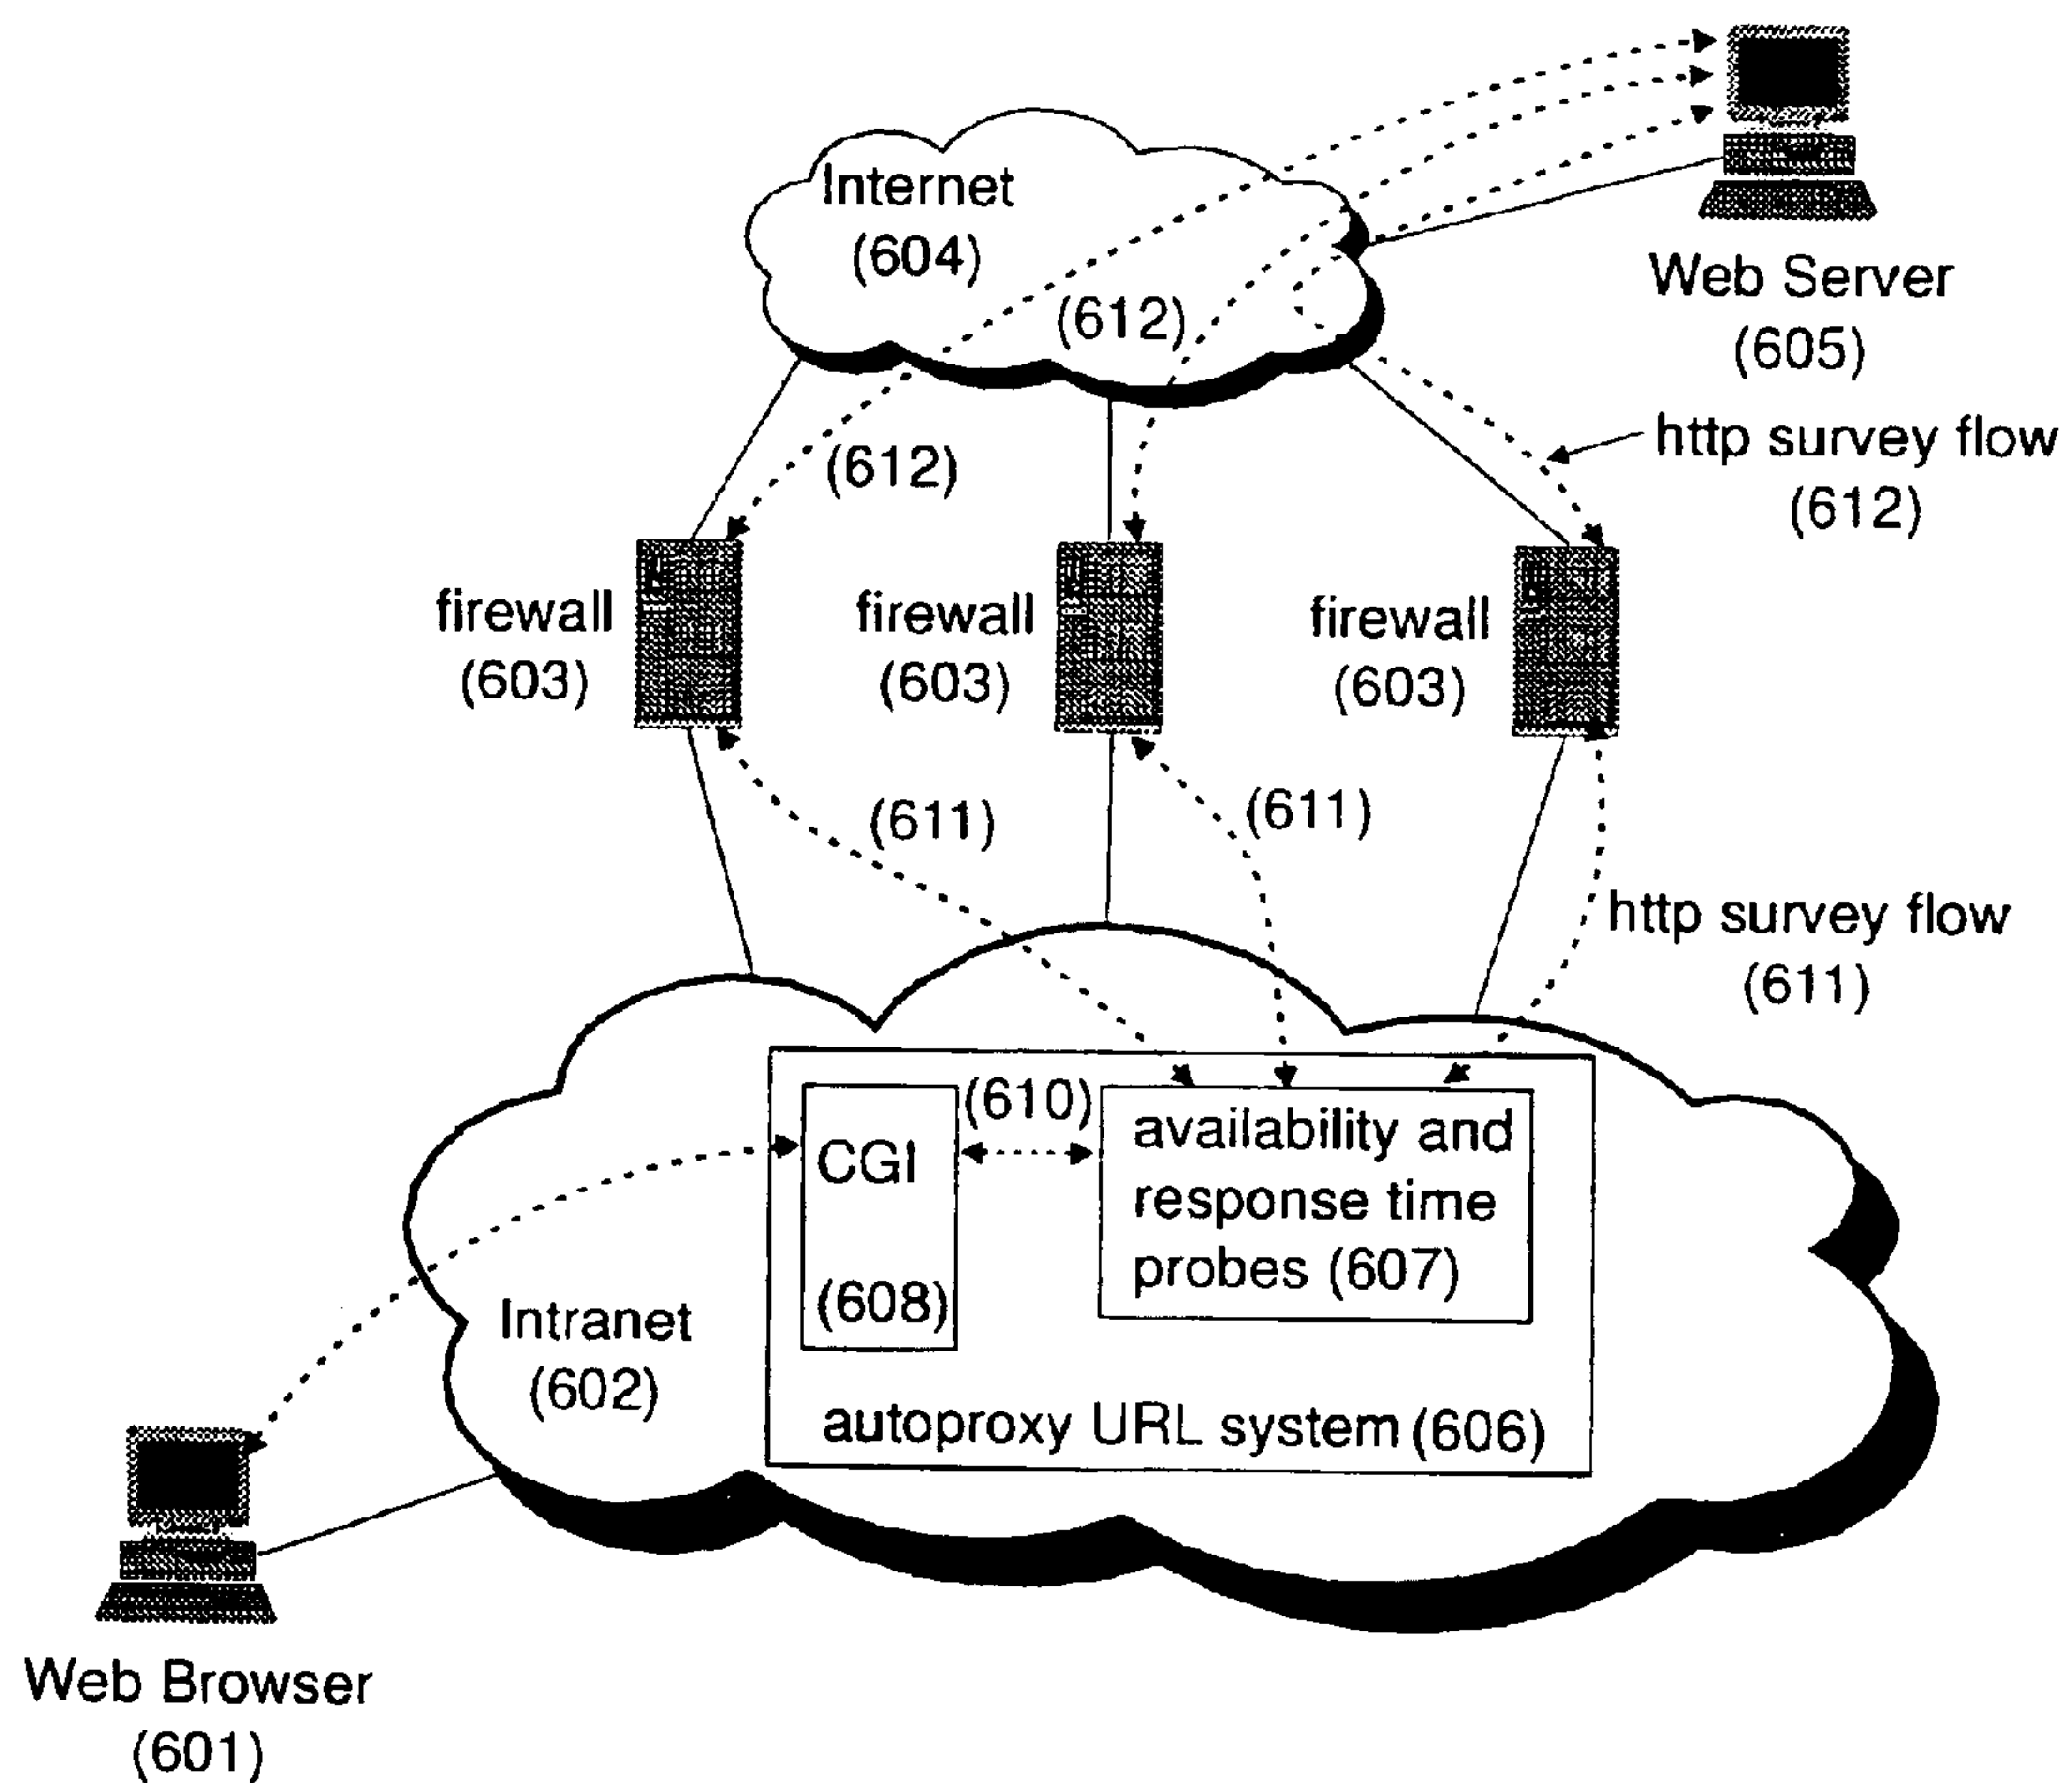 Internet
(604)
(612)
Web Server
(605)
(612)
http survey flow
(612)
firewall
(603)
firewall
(603)
firewall
(603)
(611)
(611)
http survey flow
(611)
(610)
CGI
(608)
availability and
response time
probes (607)
Intranet
(602)
autoproxy URL system (606)
Web Browser
(601)